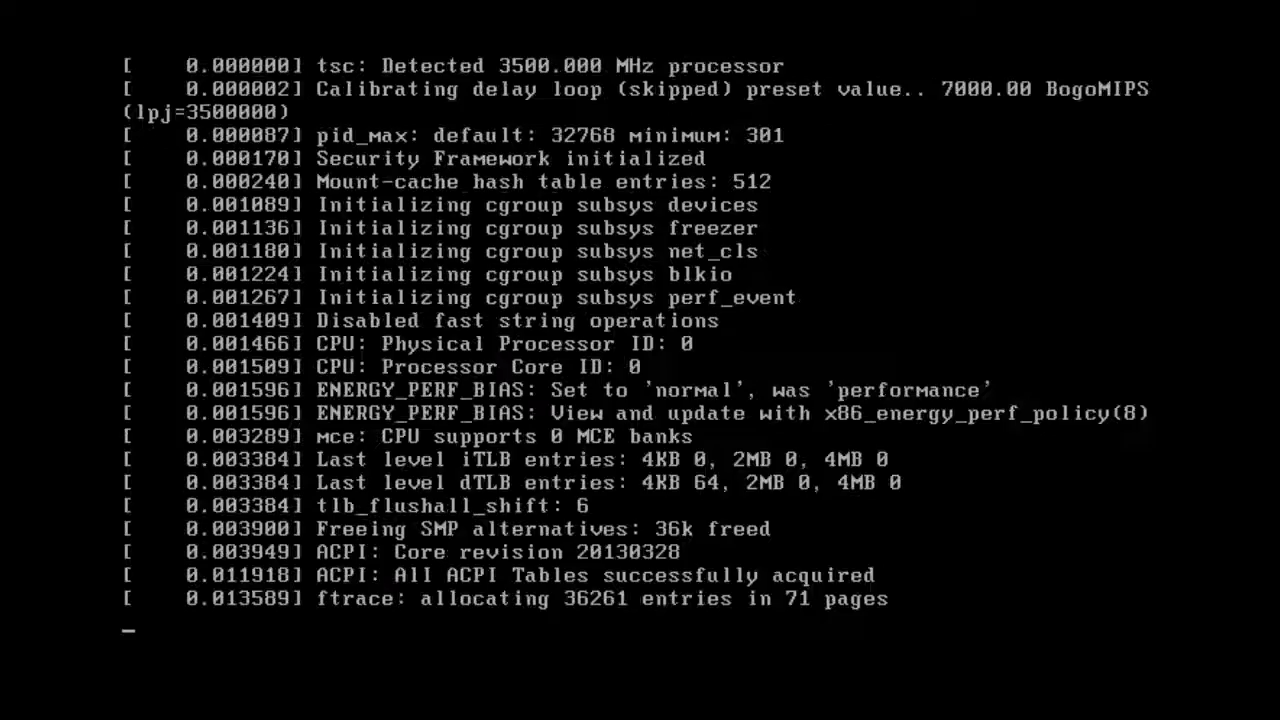 [    0.000000] tsc: Detected 3500.000 MHz processor
[    0.000002] Calibrating delay loop (skipped) preset value.. 7000.00 BogoMIPS
(lpj=3500000)
[    0.000087] pid_max: default: 32768 minimum: 301
[    0.000170] Security Framework initialized
[    0.000240] Mount-cache hash table entries: 512
[    0.001089] Initializing cgroup subsys devices
[    0.001136] Initializing cgroup subsys freezer
[    0.001180] Initializing cgroup subsys net_cls
[    0.001224] Initializing cgroup subsys blkio
[    0.001267] Initializing cgroup subsys perf_event
[    0.001409] Disabled fast string operations
[    0.001466] CPU: Physical Processor ID: 0
[    0.001509] CPU: Processor Core ID: 0
[    0.001596] ENERGY_PERF_BIAS: Set to 'normal', was 'performance'
[    0.001596] ENERGY_PERF_BIAS: View and update with x86_energy_perf_policy(8)
[    0.003289] mce: CPU supports 0 MCE banks
[    0.003384] Last level iTLB entries: 4KB 0, 2MB 0, 4MB 0
[    0.003384] Last level dTLB entries: 4KB 64, 2MB 0, 4MB 0
[    0.003384] tlb_flushall_shift: 6
[    0.003900] Freeing SMP alternatives: 36k freed
[    0.003949] ACPI: Core revision 20130328
[    0.011918] ACPI: All ACPI Tables successfully acquired
[    0.013589] ftrace: allocating 36261 entries in 71 pages
_